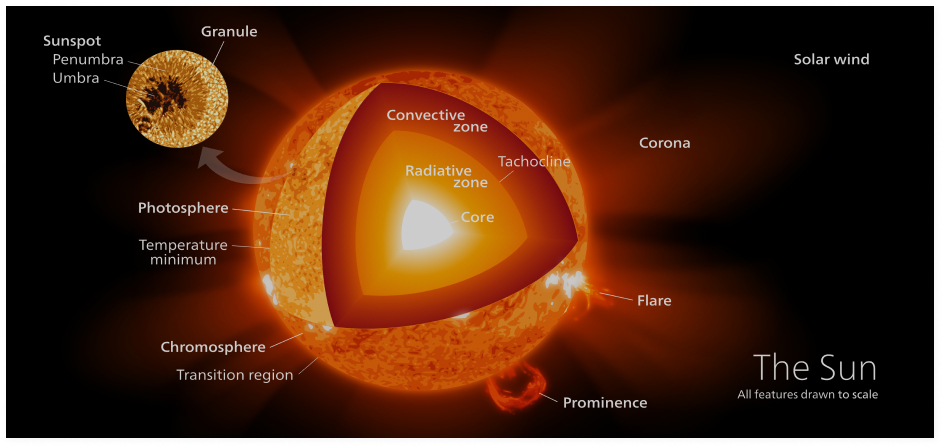 Granule
Sunspot
Penumbra
Umbra
Solar wind
Convective
zone
Corona
Tachocline
Radiative
zone
Photosphere
Core
Temperature
minimum
Flare
Chromosphere
Transition region
The Sun
All features drawn to scale
Prominence